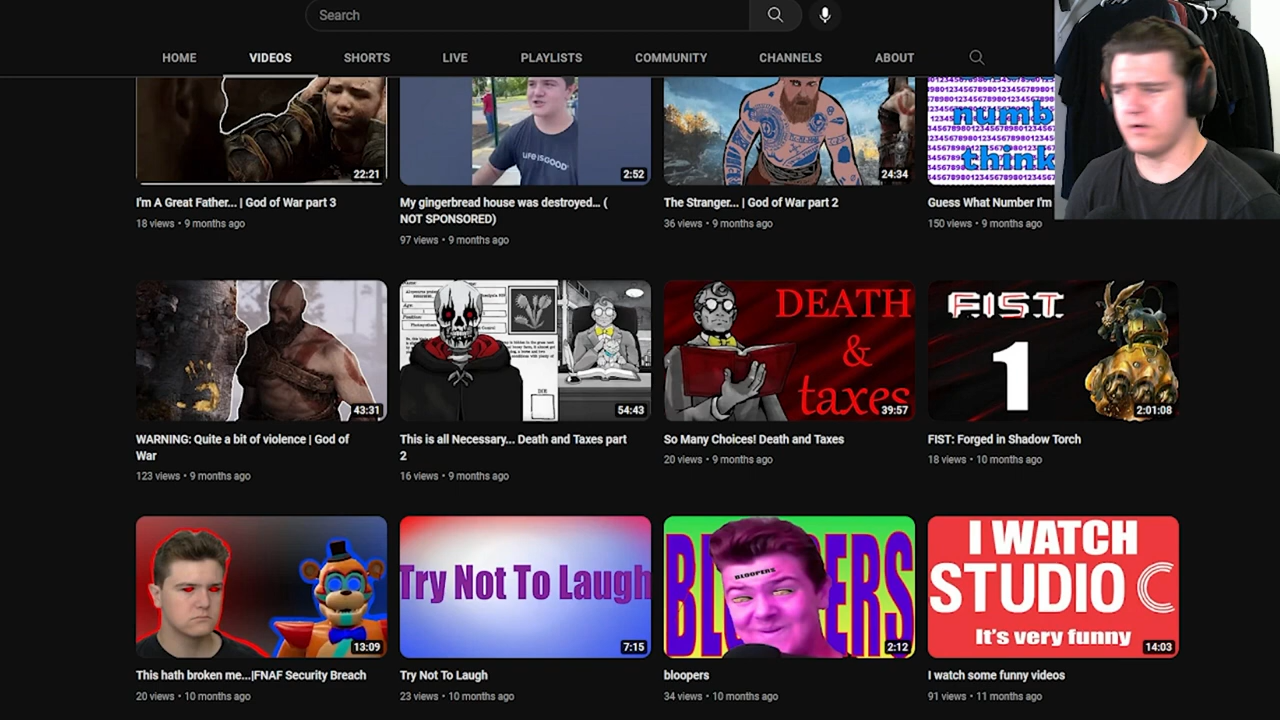 Search
HOME VIDEOS SHORTS LIVE PLAYLISTS COMMUNITY CHANNELS ABOUT
22:21
LIFE IS GOOD
2:52
24:34
numb
think
I'm A Great Father... | God of War part 3
18 views • 9 months ago
My gingerbread house was destroyed... (
NOT SPONSORED)
97 views • 9 months ago
The Stranger... | God of War part 2
36 views • 9 months ago
Guess What Number I'm
150 views • 9 months ago
43:31
54:43
DEATH
&
taxes
39:57
F.I.S.T.
1
2:01:08
WARNING: Quite a bit of violence | God of
War
123 views • 9 months ago
This is all Necessary... Death and Taxes part
2
16 views • 9 months ago
So Many Choices! Death and Taxes
20 views • 9 months ago
FIST: Forged in Shadow Torch
18 views • 10 months ago
13:09
Try Not To Laugh
7:15
BLOOPERS
BLOOPERS
2:12
I WATCH
STUDIO C
It's very funny
14:03
This hath broken me...|FNAF Security Breach
20 views • 10 months ago
Try Not To Laugh
23 views • 10 months ago
bloopers
34 views • 10 months ago
I watch some funny videos
91 views • 11 months ago